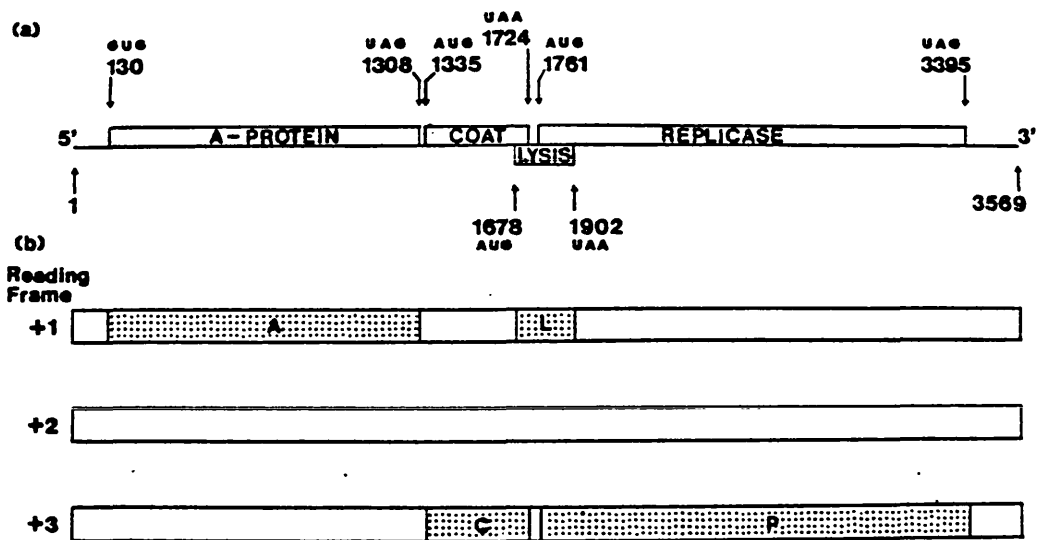 (a)
GUG UAG AUG UAA AUG UAG
130 1308 1335 1724 1761 3395
5' A-PROTEIN COAT REPLICASE 3'
LYSIS
1 1678 1902 3569
AUG UAA
(b)
Reading
Frame
+1 A L
+2
+3 C P